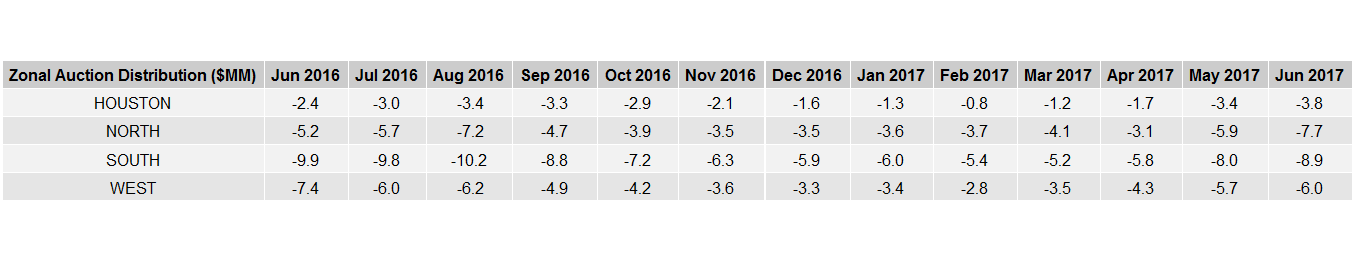 Zonal Auction Distribution ($MM) Jun 2016 Jul 2016 Aug 2016 Sep 2016 Oct 2016 Nov 2016 Dec 2016 Jan 2017 Feb 2017 Mar 2017 Apr 2017 May 2017 Jun 2017
HOUSTON -2.4 -3.0 -3.4 -3.3 -2.9 -2.1 -1.6 -1.3 -0.8 -1.2 -1.7 -3.4 -3.8
NORTH -5.2 -5.7 -7.2 -4.7 -3.9 -3.5 -3.5 -3.6 -3.7 -4.1 -3.1 -5.9 -7.7
SOUTH -9.9 -9.8 -10.2 -8.8 -7.2 -6.3 -5.9 -6.0 -5.4 -5.2 -5.8 -8.0 -8.9
WEST -7.4 -6.0 -6.2 -4.9 -4.2 -3.6 -3.3 -3.4 -2.8 -3.5 -4.3 -5.7 -6.0